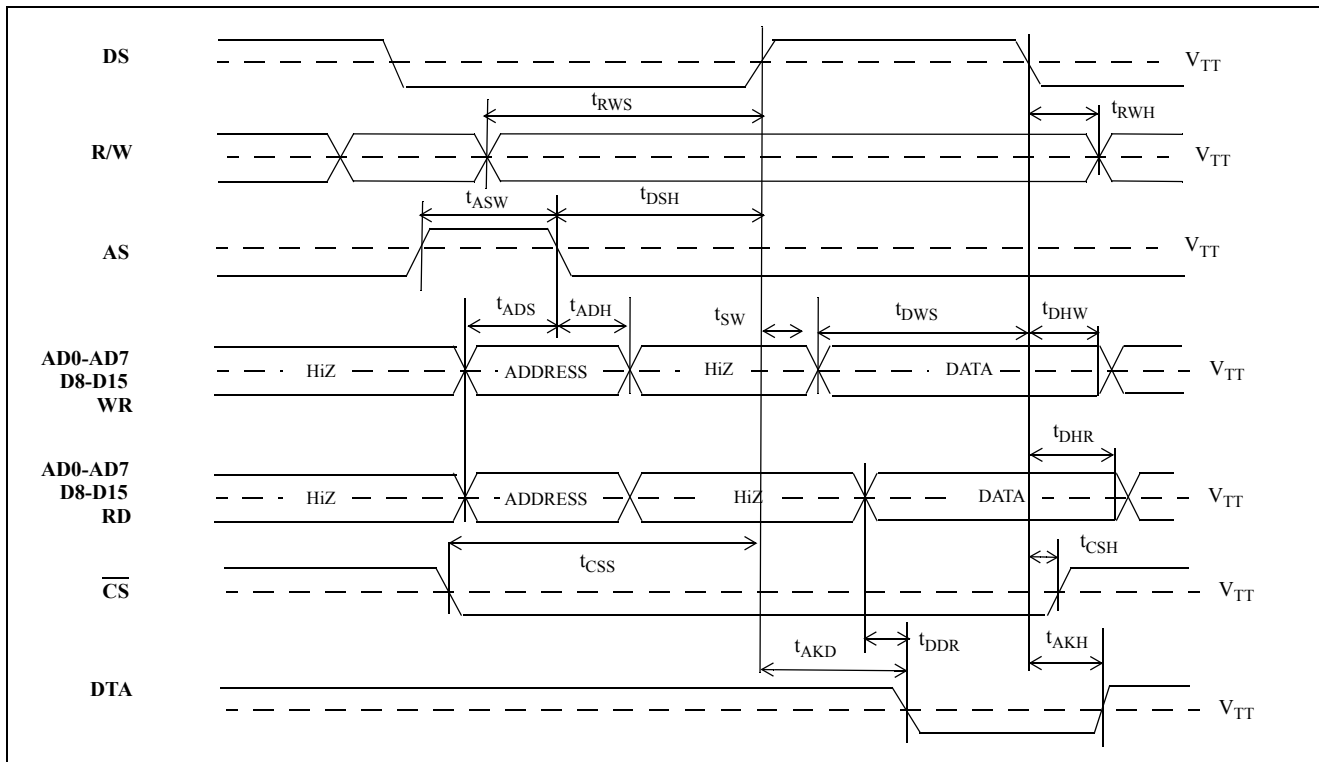 DS
V_TT
t_RWS
t_RWH
R/W
V_TT
t_ASW
t_DSH
AS
V_TT
t_ADS
t_ADH
t_SW
t_DWS
t_DHW
AD0-AD7
D8-D15
WR
HiZ
ADDRESS
HiZ
DATA
V_TT
t_DHR
AD0-AD7
D8-D15
RD
HiZ
ADDRESS
HiZ
DATA
V_TT
t_CSS
t_CSH
C̅S̅
V_TT
t_AKD
t_DDR
t_AKH
DTA
V_TT